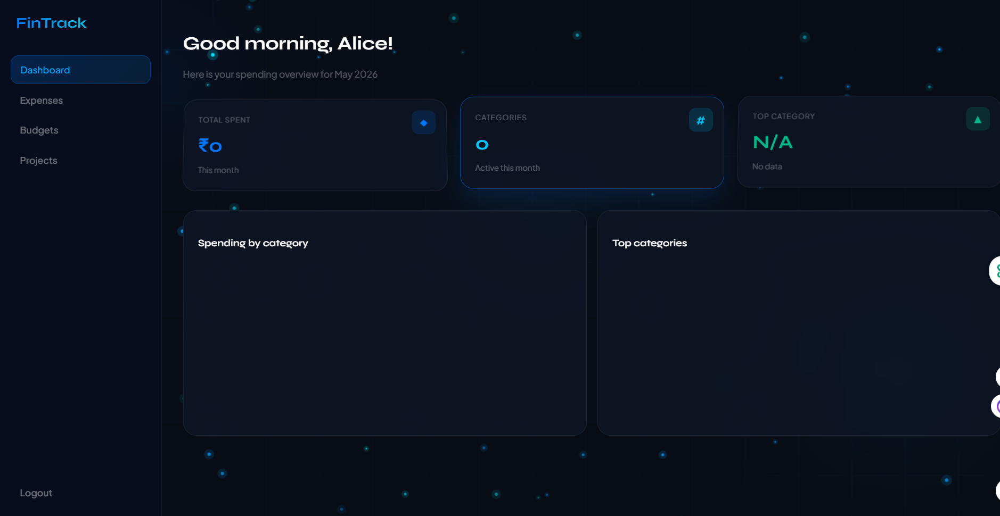 FinTrack
Dashboard
Expenses
Budgets
Projects
Logout
Good morning, Alice!
Here is your spending overview for May 2026
TOTAL SPENT
₹0
This month
CATEGORIES
#
0
Active this month
TOP CATEGORY
N/A
No data
Spending by category
Top categories